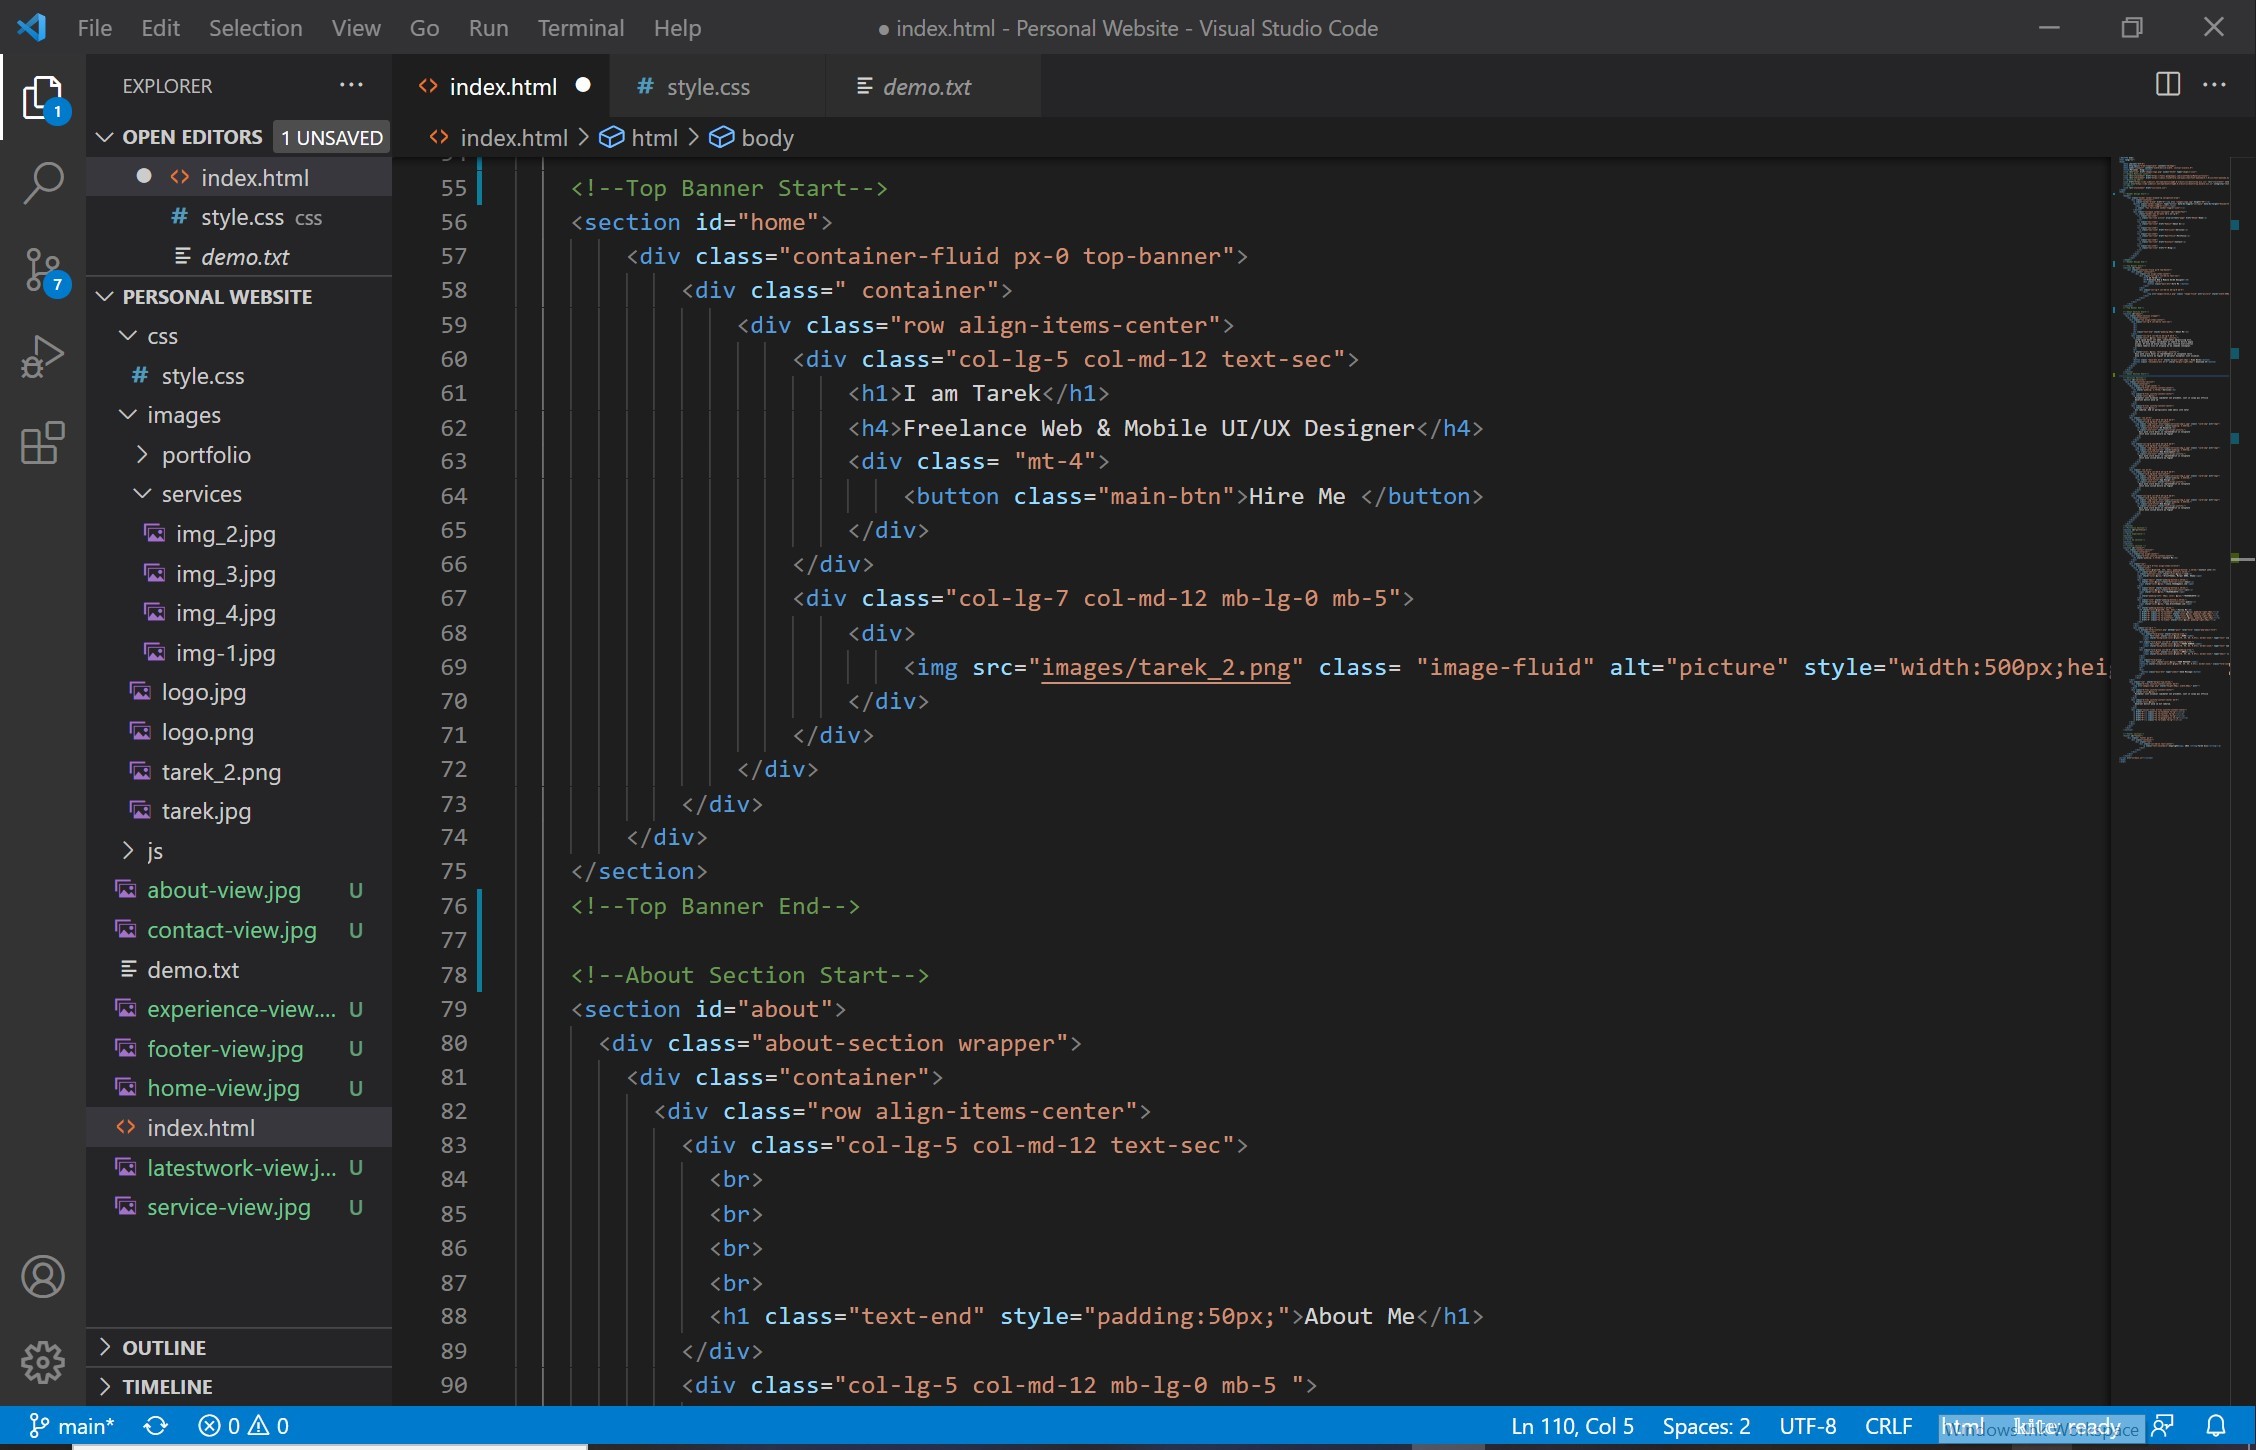 File Edit Selection View Go Run Terminal Help
● index.html - Personal Website - Visual Studio Code
EXPLORER ···
<> index.html ●
# style.css
demo.txt
···
1
7
OPEN EDITORS 1 UNSAVED
● <> index.html
# style.css css
demo.txt
PERSONAL WEBSITE
css
# style.css
images
portfolio
services
img_2.jpg
img_3.jpg
img_4.jpg
img-1.jpg
logo.jpg
logo.png
tarek_2.png
tarek.jpg
js
about-view.jpg U
contact-view.jpg U
demo.txt
experience-view.... U
footer-view.jpg U
home-view.jpg U
<> index.html
latestwork-view.j... U
service-view.jpg U
OUTLINE
TIMELINE
<> index.html > html > body
55 <!--Top Banner Start-->
56 <section id="home">
57 <div class="container-fluid px-0 top-banner">
58 <div class=" container">
59 <div class="row align-items-center">
60 <div class="col-lg-5 col-md-12 text-sec">
61 <h1>I am Tarek</h1>
62 <h4>Freelance Web & Mobile UI/UX Designer</h4>
63 <div class= "mt-4">
64 <button class="main-btn">Hire Me </button>
65 </div>
66 </div>
67 <div class="col-lg-7 col-md-12 mb-lg-0 mb-5">
68 <div>
69 <img src="images/tarek_2.png" class= "image-fluid" alt="picture" style="width:500px;hei
70 </div>
71 </div>
72 </div>
73 </div>
74 </div>
75 </section>
76 <!--Top Banner End-->
77
78 <!--About Section Start-->
79 <section id="about">
80 <div class="about-section wrapper">
81 <div class="container">
82 <div class="row align-items-center">
83 <div class="col-lg-5 col-md-12 text-sec">
84 <br>
85 <br>
86 <br>
87 <br>
88 <h1 class="text-end" style="padding:50px;">About Me</h1>
89 </div>
90 <div class="col-lg-5 col-md-12 mb-lg-0 mb-5 ">
main* 0 0 Ln 110, Col 5 Spaces: 2 UTF-8 CRLF html kite: ready
Windows Ink Workspace